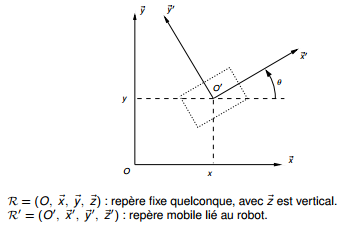 y⃗
y⃗′
x⃗′
O′
θ
y
O
x
x⃗
ℛ = (O, x⃗, y⃗, z⃗) : repère fixe quelconque, avec z⃗ est vertical.
ℛ′ = (O′, x⃗′, y⃗′, z⃗′) : repère mobile lié au robot.